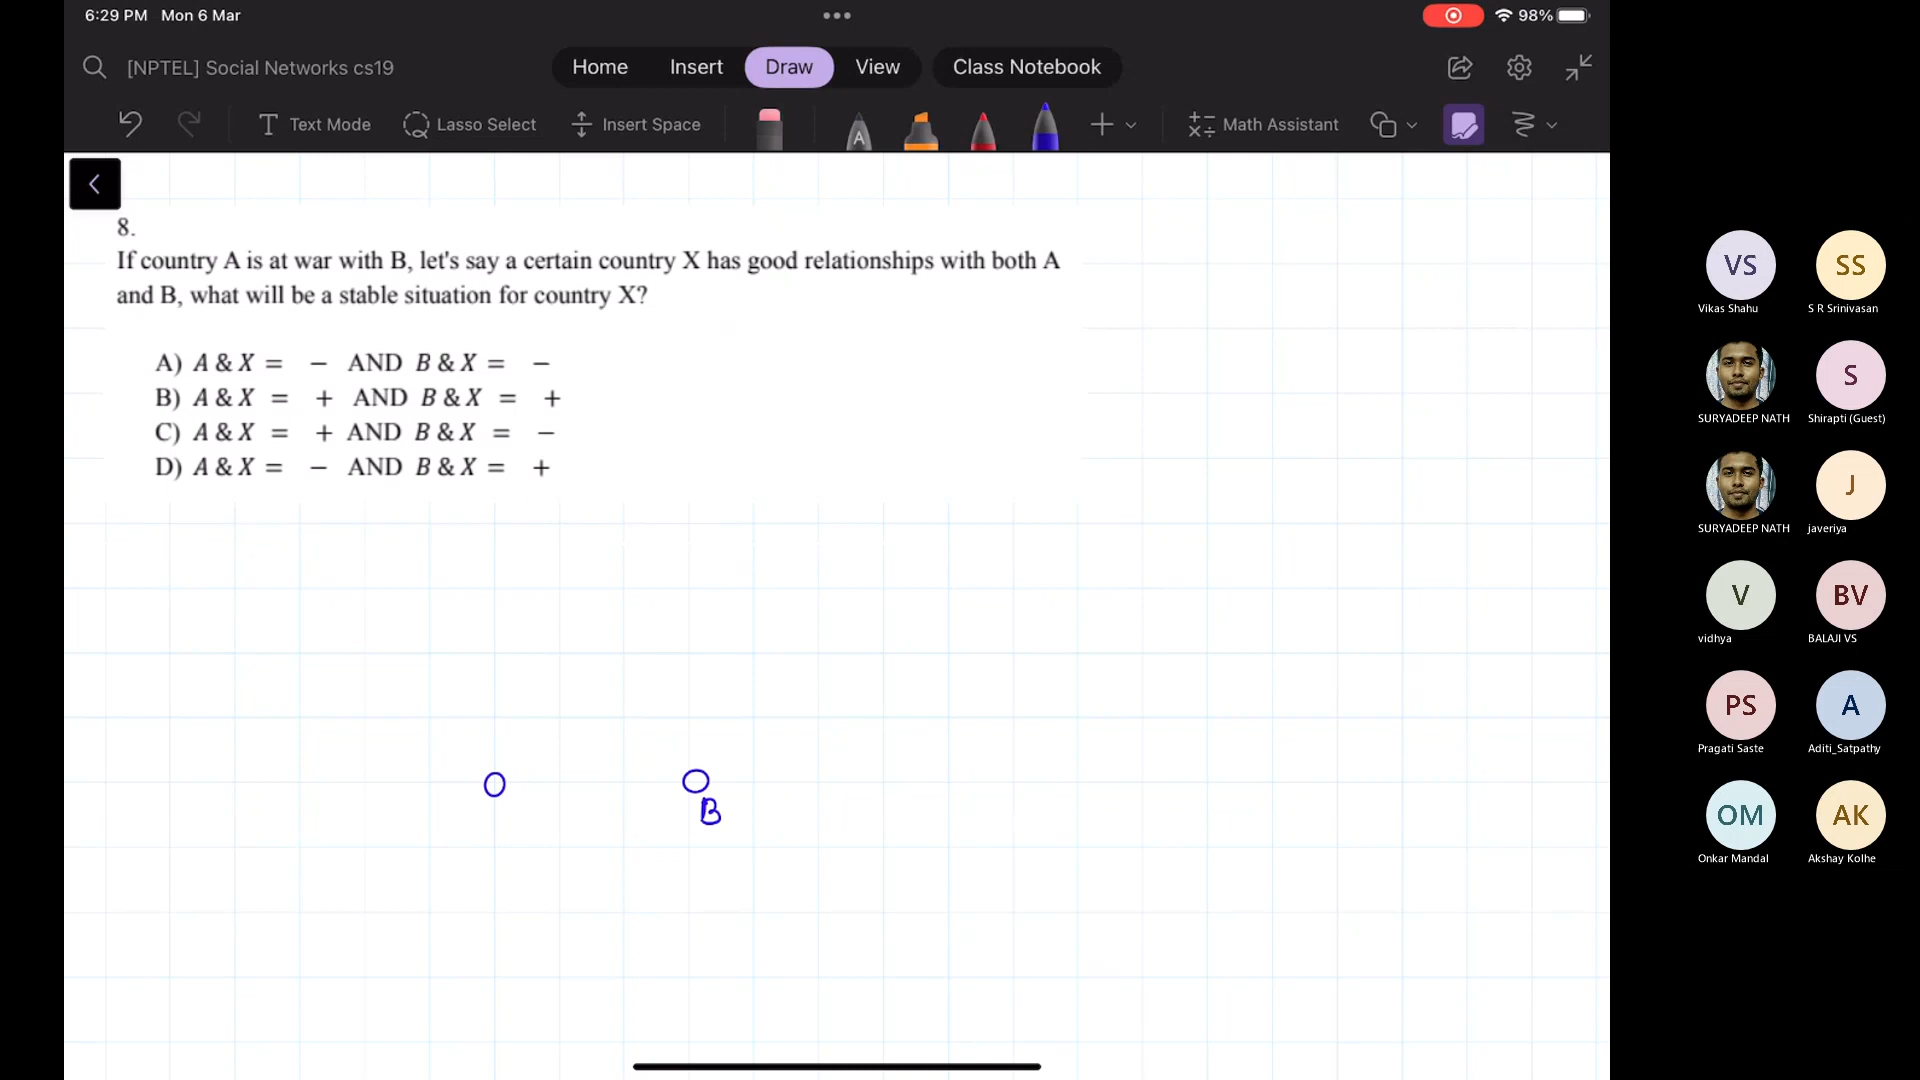 6:29 PM Mon 6 Mar
98%
[NPTEL] Social Networks cs19
Home Insert Draw View Class Notebook
Text Mode Lasso Select Insert Space A Math Assistant
8.
If country A is at war with B, let's say a certain country X has good relationships with both A
and B, what will be a stable situation for country X?
A) A & X = − AND B & X = −
B) A & X = + AND B & X = +
C) A & X = + AND B & X = −
D) A & X = − AND B & X = +
B
VS SS
Vikas Shahu S R Srinivasan
S
SURYADEEP NATH Shirapti (Guest)
J
SURYADEEP NATH javeriya
V BV
vidhya BALAJI VS
PS A
Pragati Saste Aditi_Satpathy
OM AK
Onkar Mandal Akshay Kolhe